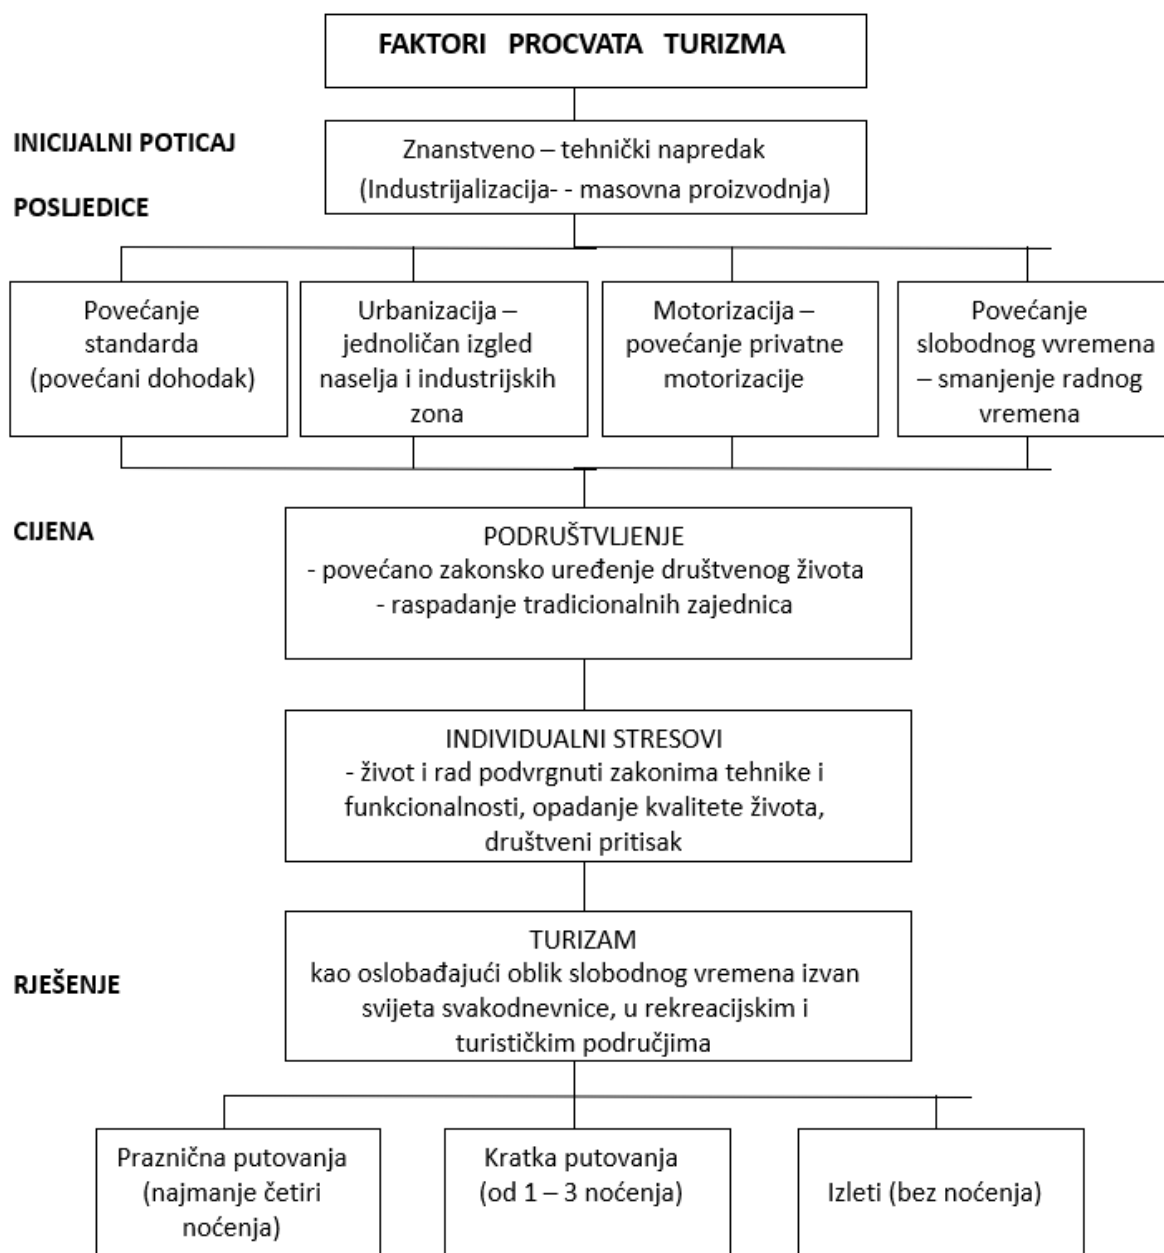 FAKTORI PROCVATA TURIZMA
INICIJALNI POTICAJ
Znanstveno – tehnički napredak
(Industrijalizacija- - masovna proizvodnja)
POSLJEDICE
Povećanje
standarda
(povećani dohodak)
Urbanizacija –
jednoličan izgled
naselja i industrijskih
zona
Motorizacija –
povećanje privatne
motorizacije
Povećanje
slobodnog vvremena
– smanjenje radnog
vremena
CIJENA
PODRUŠTVLJENJE
- povećano zakonsko uređenje društvenog života
- raspadanje tradicionalnih zajednica
INDIVIDUALNI STRESOVI
- život i rad podvrgnuti zakonima tehnike i
funkcionalnosti, opadanje kvalitete života,
društveni pritisak
RJEŠENJE
TURIZAM
kao oslobađajući oblik slobodnog vremena izvan
svijeta svakodnevnice, u rekreacijskim i
turističkim područjima
Praznična putovanja
(najmanje četiri
noćenja)
Kratka putovanja
(od 1 – 3 noćenja)
Izleti (bez noćenja)